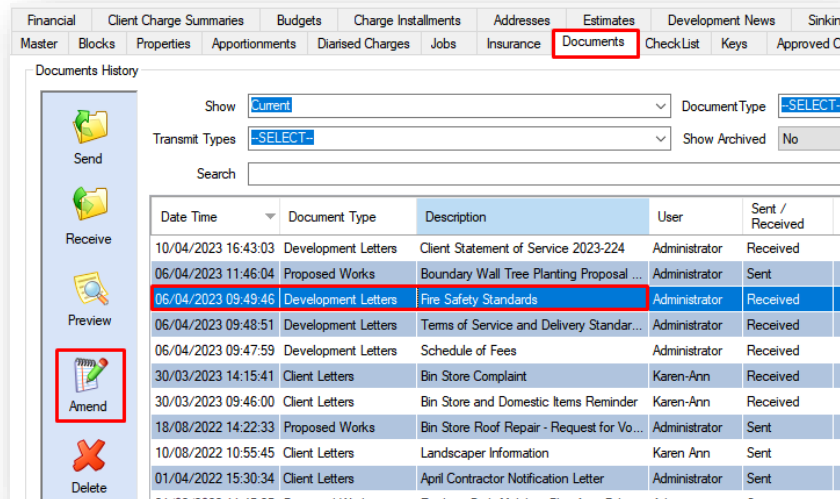 Financial Client Charge Summaries Budgets Charge Installments Addresses Estimates Development News
Master Blocks Properties Apportionments Diarised Charges Jobs Insurance Documents CheckList Keys Approved
Documents History
Show Current Document Type --SELECT--
Transmit Types --SELECT-- Show Archived No
Search
Send
Receive
Preview
Amend
Delete
Date Time Document Type Description User Sent / Received
10/04/2023 16:43:03 Development Letters Client Statement of Service 2023-224 Administrator Received
06/04/2023 11:46:04 Proposed Works Boundary Wall Tree Planting Proposal ... Administrator Sent
06/04/2023 09:49:46 Development Letters Fire Safety Standards Administrator Received
06/04/2023 09:48:51 Development Letters Terms of Service and Delivery Standar... Administrator Received
06/04/2023 09:47:59 Development Letters Schedule of Fees Administrator Received
30/03/2023 14:15:41 Client Letters Bin Store Complaint Karen-Ann Received
30/03/2023 09:46:00 Client Letters Bin Store and Domestic Items Reminder Karen-Ann Received
18/08/2022 14:22:33 Proposed Works Bin Store Roof Repair - Request for Vo... Administrator Sent
10/08/2022 10:55:45 Client Letters Landscaper Information Karen Ann Sent
01/04/2022 15:30:34 Client Letters April Contractor Notification Letter Administrator Sent